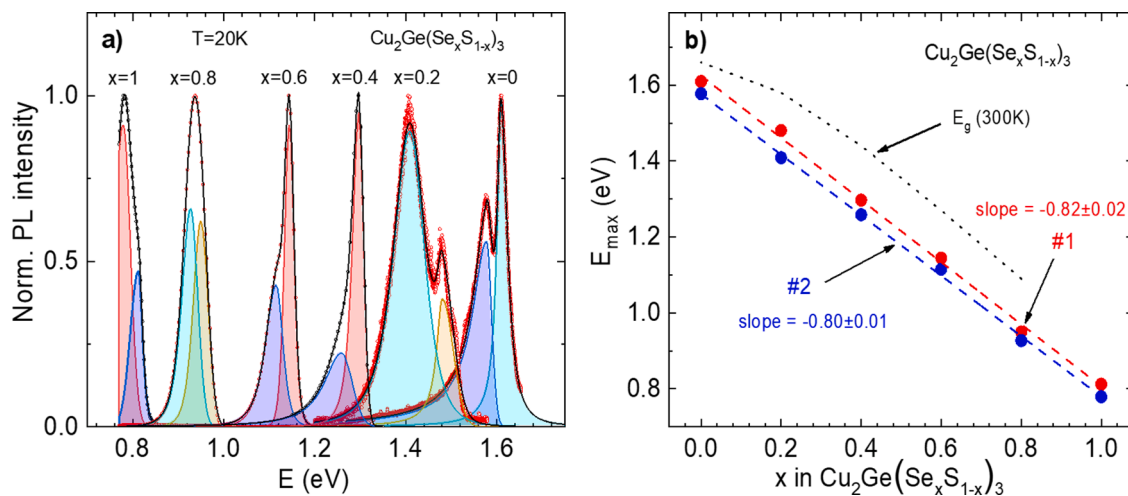 a)
T=20K
Cu₂Ge(SeₓS₁₋ₓ)₃
x=1
x=0.8
x=0.6
x=0.4
x=0.2
x=0
Norm. PL intensity
1.0
0.5
0.0
0.8
1.0
1.2
1.4
1.6
E (eV)
b)
Cu₂Ge(SeₓS₁₋ₓ)₃
E_g (300K)
slope = -0.82±0.02
#1
#2
slope = -0.80±0.01
E_max (eV)
1.6
1.4
1.2
1.0
0.8
0.0
0.2
0.4
0.6
0.8
1.0
x in Cu₂Ge(SeₓS₁₋ₓ)₃